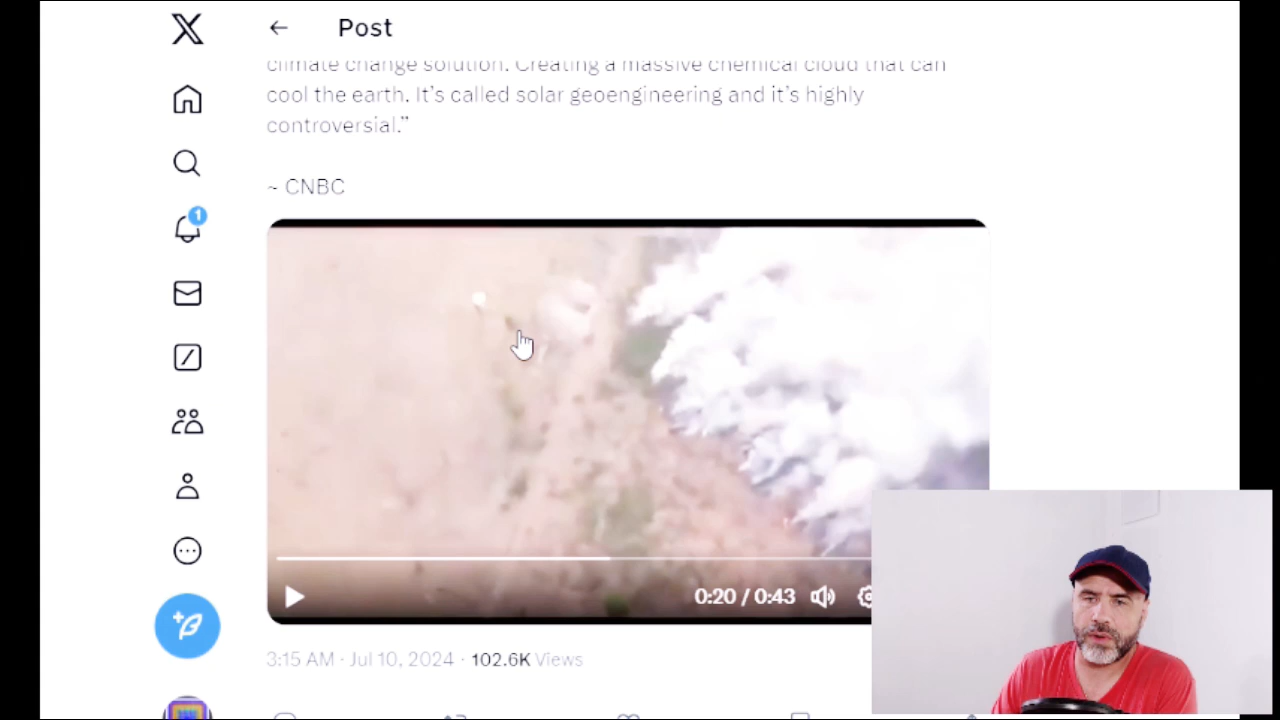 Post
climate change solution. Creating a massive chemical cloud that can
cool the earth. It's called solar geoengineering and it's highly
controversial."
~ CNBC
1
0:20 / 0:43
3:15 AM · Jul 10, 2024 · 102.6K Views